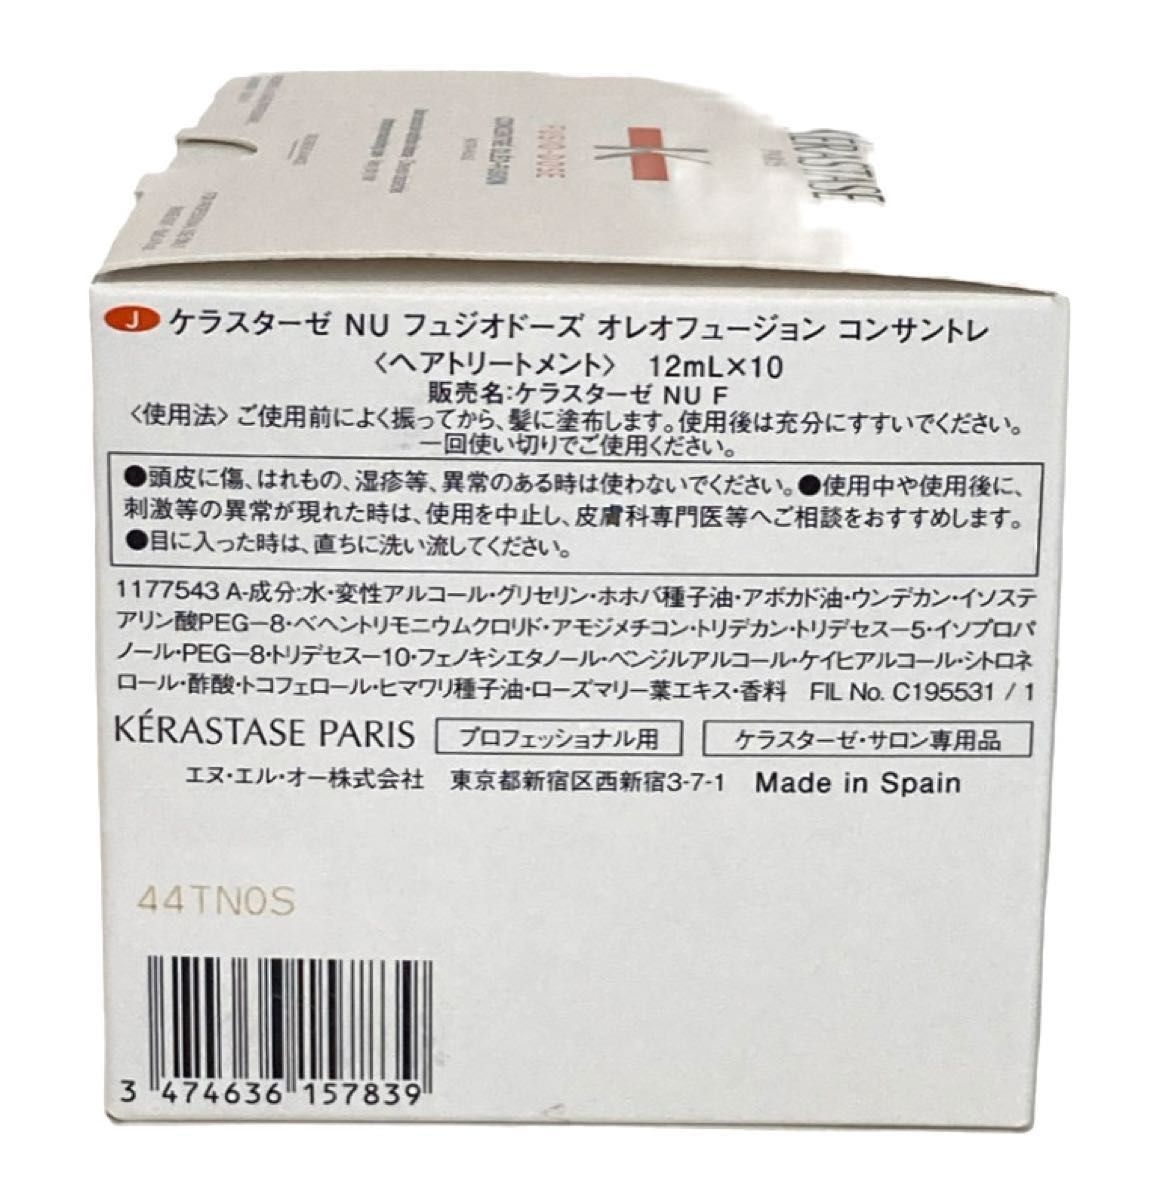 KÉRASTASE
PARIS
FUSIO-DOSE
CONCENTRÉ OLÉO-FUSION
J ケラスターゼ NU フュジオドーズ オレオフュージョン コンサントレ
〈ヘアトリートメント〉 12mL×10
販売名:ケラスターゼ NU F
〈使用法〉ご使用前によく振ってから、髪に塗布します。使用後は充分にすすいでください。
一回使い切りでご使用ください。
●頭皮に傷、はれもの、湿疹等、異常のある時は使わないでください。●使用中や使用後に、
刺激等の異常が現れた時は、使用を中止し、皮膚科専門医等へご相談をおすすめします。
●目に入った時は、直ちに洗い流してください。
1177543 A-成分:水・変性アルコール・グリセリン・ホホバ種子油・アボカド油・ウンデカン・イソステ
アリン酸PEG-8・ベヘントリモニウムクロリド・アモジメチコン・トリデカン・トリデセス-5・イソプロパ
ノール・PEG-8・トリデセス-10・フェノキシエタノール・ベンジルアルコール・ケイヒアルコール・シトロネ
ロール・酢酸・トコフェロール・ヒマワリ種子油・ローズマリー葉エキス・香料 FIL No. C195531 / 1
KÉRASTASE PARIS プロフェッショナル用 ケラスターゼ・サロン専用品
エヌ・エル・オー株式会社 東京都新宿区西新宿3-7-1 Made in Spain
44TN0S
3 474636 157839